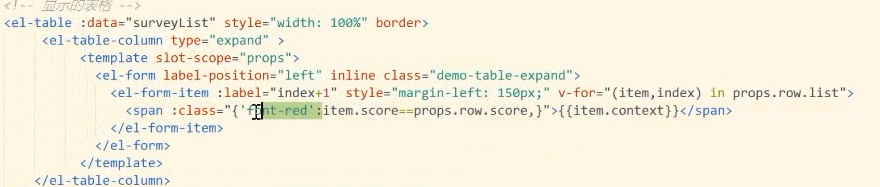 <!-- 显示的表格 -->
<el-table :data="surveyList" style="width: 100%" border>
<el-table-column type="expand" >
<template slot-scope="props">
<el-form label-position="left" inline class="demo-table-expand">
<el-form-item :label="index+1" style="margin-left: 150px;" v-for="(item,index) in props.row.list">
<span :class="{'font-red':item.score==props.row.score,}">{{item.context}}</span>
</el-form-item>
</el-form>
</template>
</el-table-column>